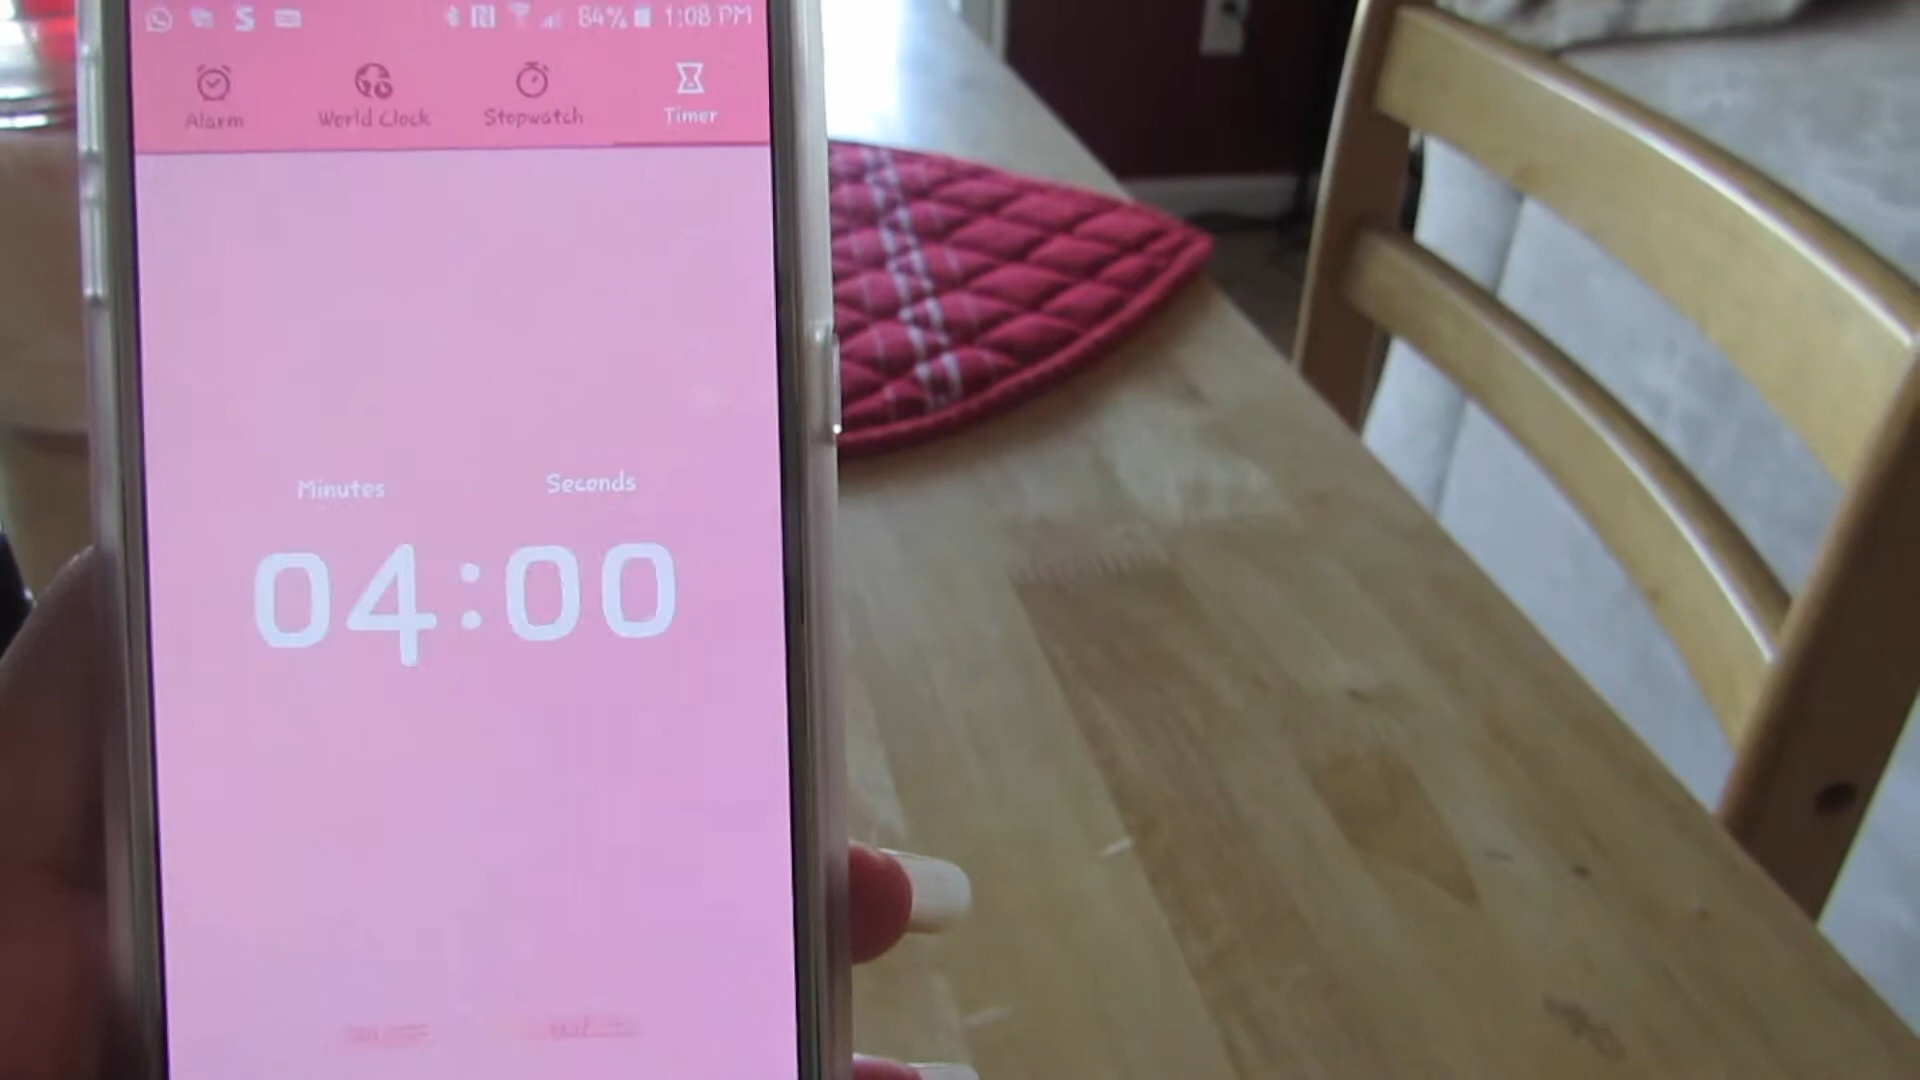 S 84% 1:08 PM
Alarm World Clock Stopwatch Timer
Minutes Seconds
04:00